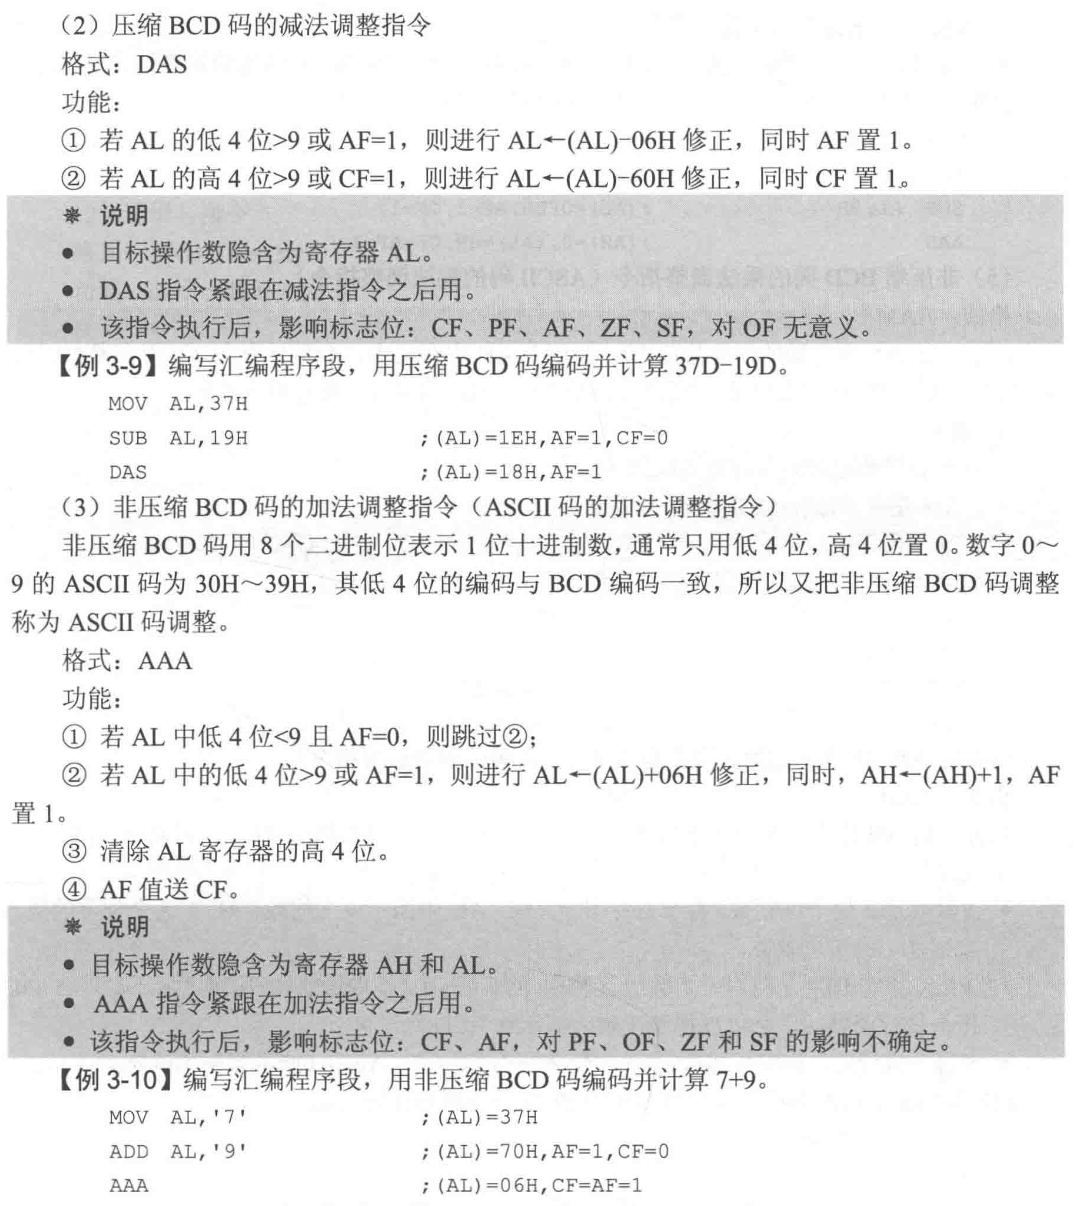 （2）压缩 BCD 码的减法调整指令
格式：DAS
功能：
① 若 AL 的低 4 位>9 或 AF=1，则进行 AL←(AL)-06H 修正，同时 AF 置 1。
② 若 AL 的高 4 位>9 或 CF=1，则进行 AL←(AL)-60H 修正，同时 CF 置 1。
※ 说明
● 目标操作数隐含为寄存器 AL。
● DAS 指令紧跟在减法指令之后用。
● 该指令执行后，影响标志位：CF、PF、AF、ZF、SF，对 OF 无意义。
【例 3-9】编写汇编程序段，用压缩 BCD 码编码并计算 37D-19D。
MOV AL,37H
SUB AL,19H ;(AL)=1EH,AF=1,CF=0
DAS ;(AL)=18H,AF=1
（3）非压缩 BCD 码的加法调整指令（ASCII 码的加法调整指令）
非压缩 BCD 码用 8 个二进制位表示 1 位十进制数，通常只用低 4 位，高 4 位置 0。数字 0～
9 的 ASCII 码为 30H～39H，其低 4 位的编码与 BCD 编码一致，所以又把非压缩 BCD 码调整
称为 ASCII 码调整。
格式：AAA
功能：
① 若 AL 中低 4 位<9 且 AF=0，则跳过②；
② 若 AL 中的低 4 位>9 或 AF=1，则进行 AL←(AL)+06H 修正，同时，AH←(AH)+1，AF
置 1。
③ 清除 AL 寄存器的高 4 位。
④ AF 值送 CF。
※ 说明
● 目标操作数隐含为寄存器 AH 和 AL。
● AAA 指令紧跟在加法指令之后用。
● 该指令执行后，影响标志位：CF、AF，对 PF、OF、ZF 和 SF 的影响不确定。
【例 3-10】编写汇编程序段，用非压缩 BCD 码编码并计算 7+9。
MOV AL,'7' ;(AL)=37H
ADD AL,'9' ;(AL)=70H,AF=1,CF=0
AAA ;(AL)=06H,CF=AF=1